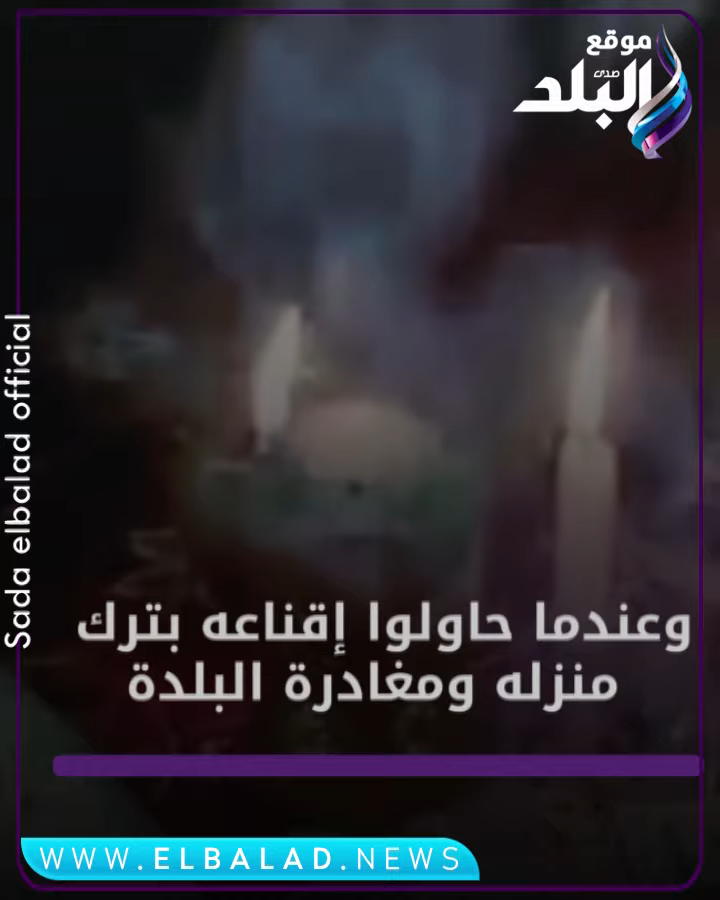 موقع
صدى
البلد
Sada elbalad official
وعندما حاولوا إقناعه بترك
منزله ومغادرة البلدة
WWW.ELBALAD.NEWS